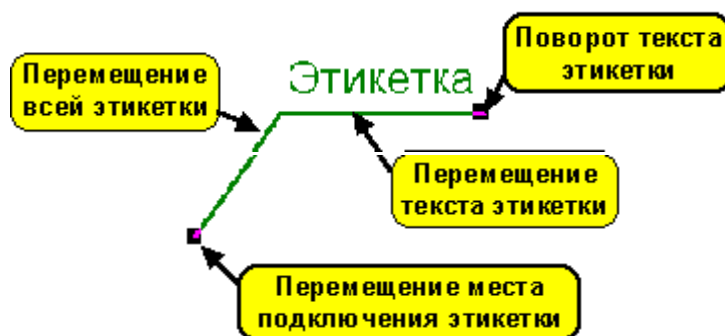 Поворот текста
этикетки
Перемещение
всей этикетки
Этикетка
Перемещение
текста этикетки
Перемещение места
подключения этикетки